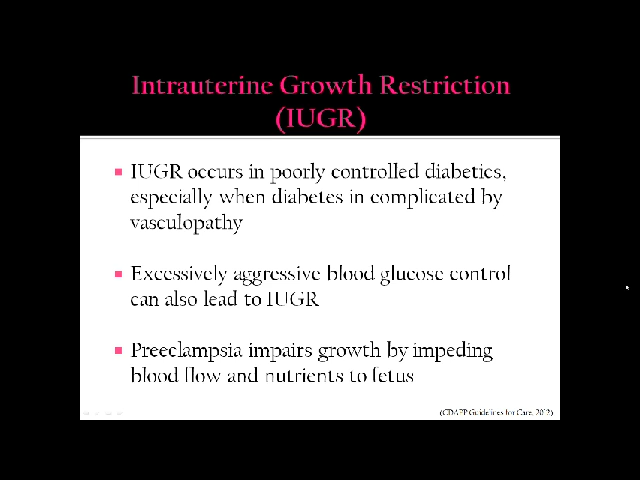 Intrauterine Growth Restriction
(IUGR)
IUGR occurs in poorly controlled diabetics,
especially when diabetes in complicated by
vasculopathy
Excessively aggressive blood glucose control
can also lead to IUGR
Preeclampsia impairs growth by impeding
blood flow and nutrients to fetus
(CDAPP Guidelines for Care, 2012)